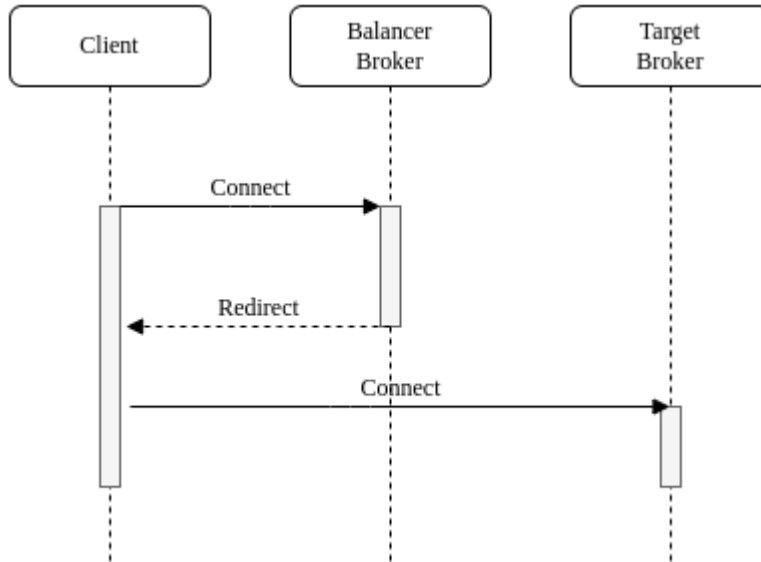 Client
Balancer
Broker
Target
Broker
Connect
Redirect
Connect